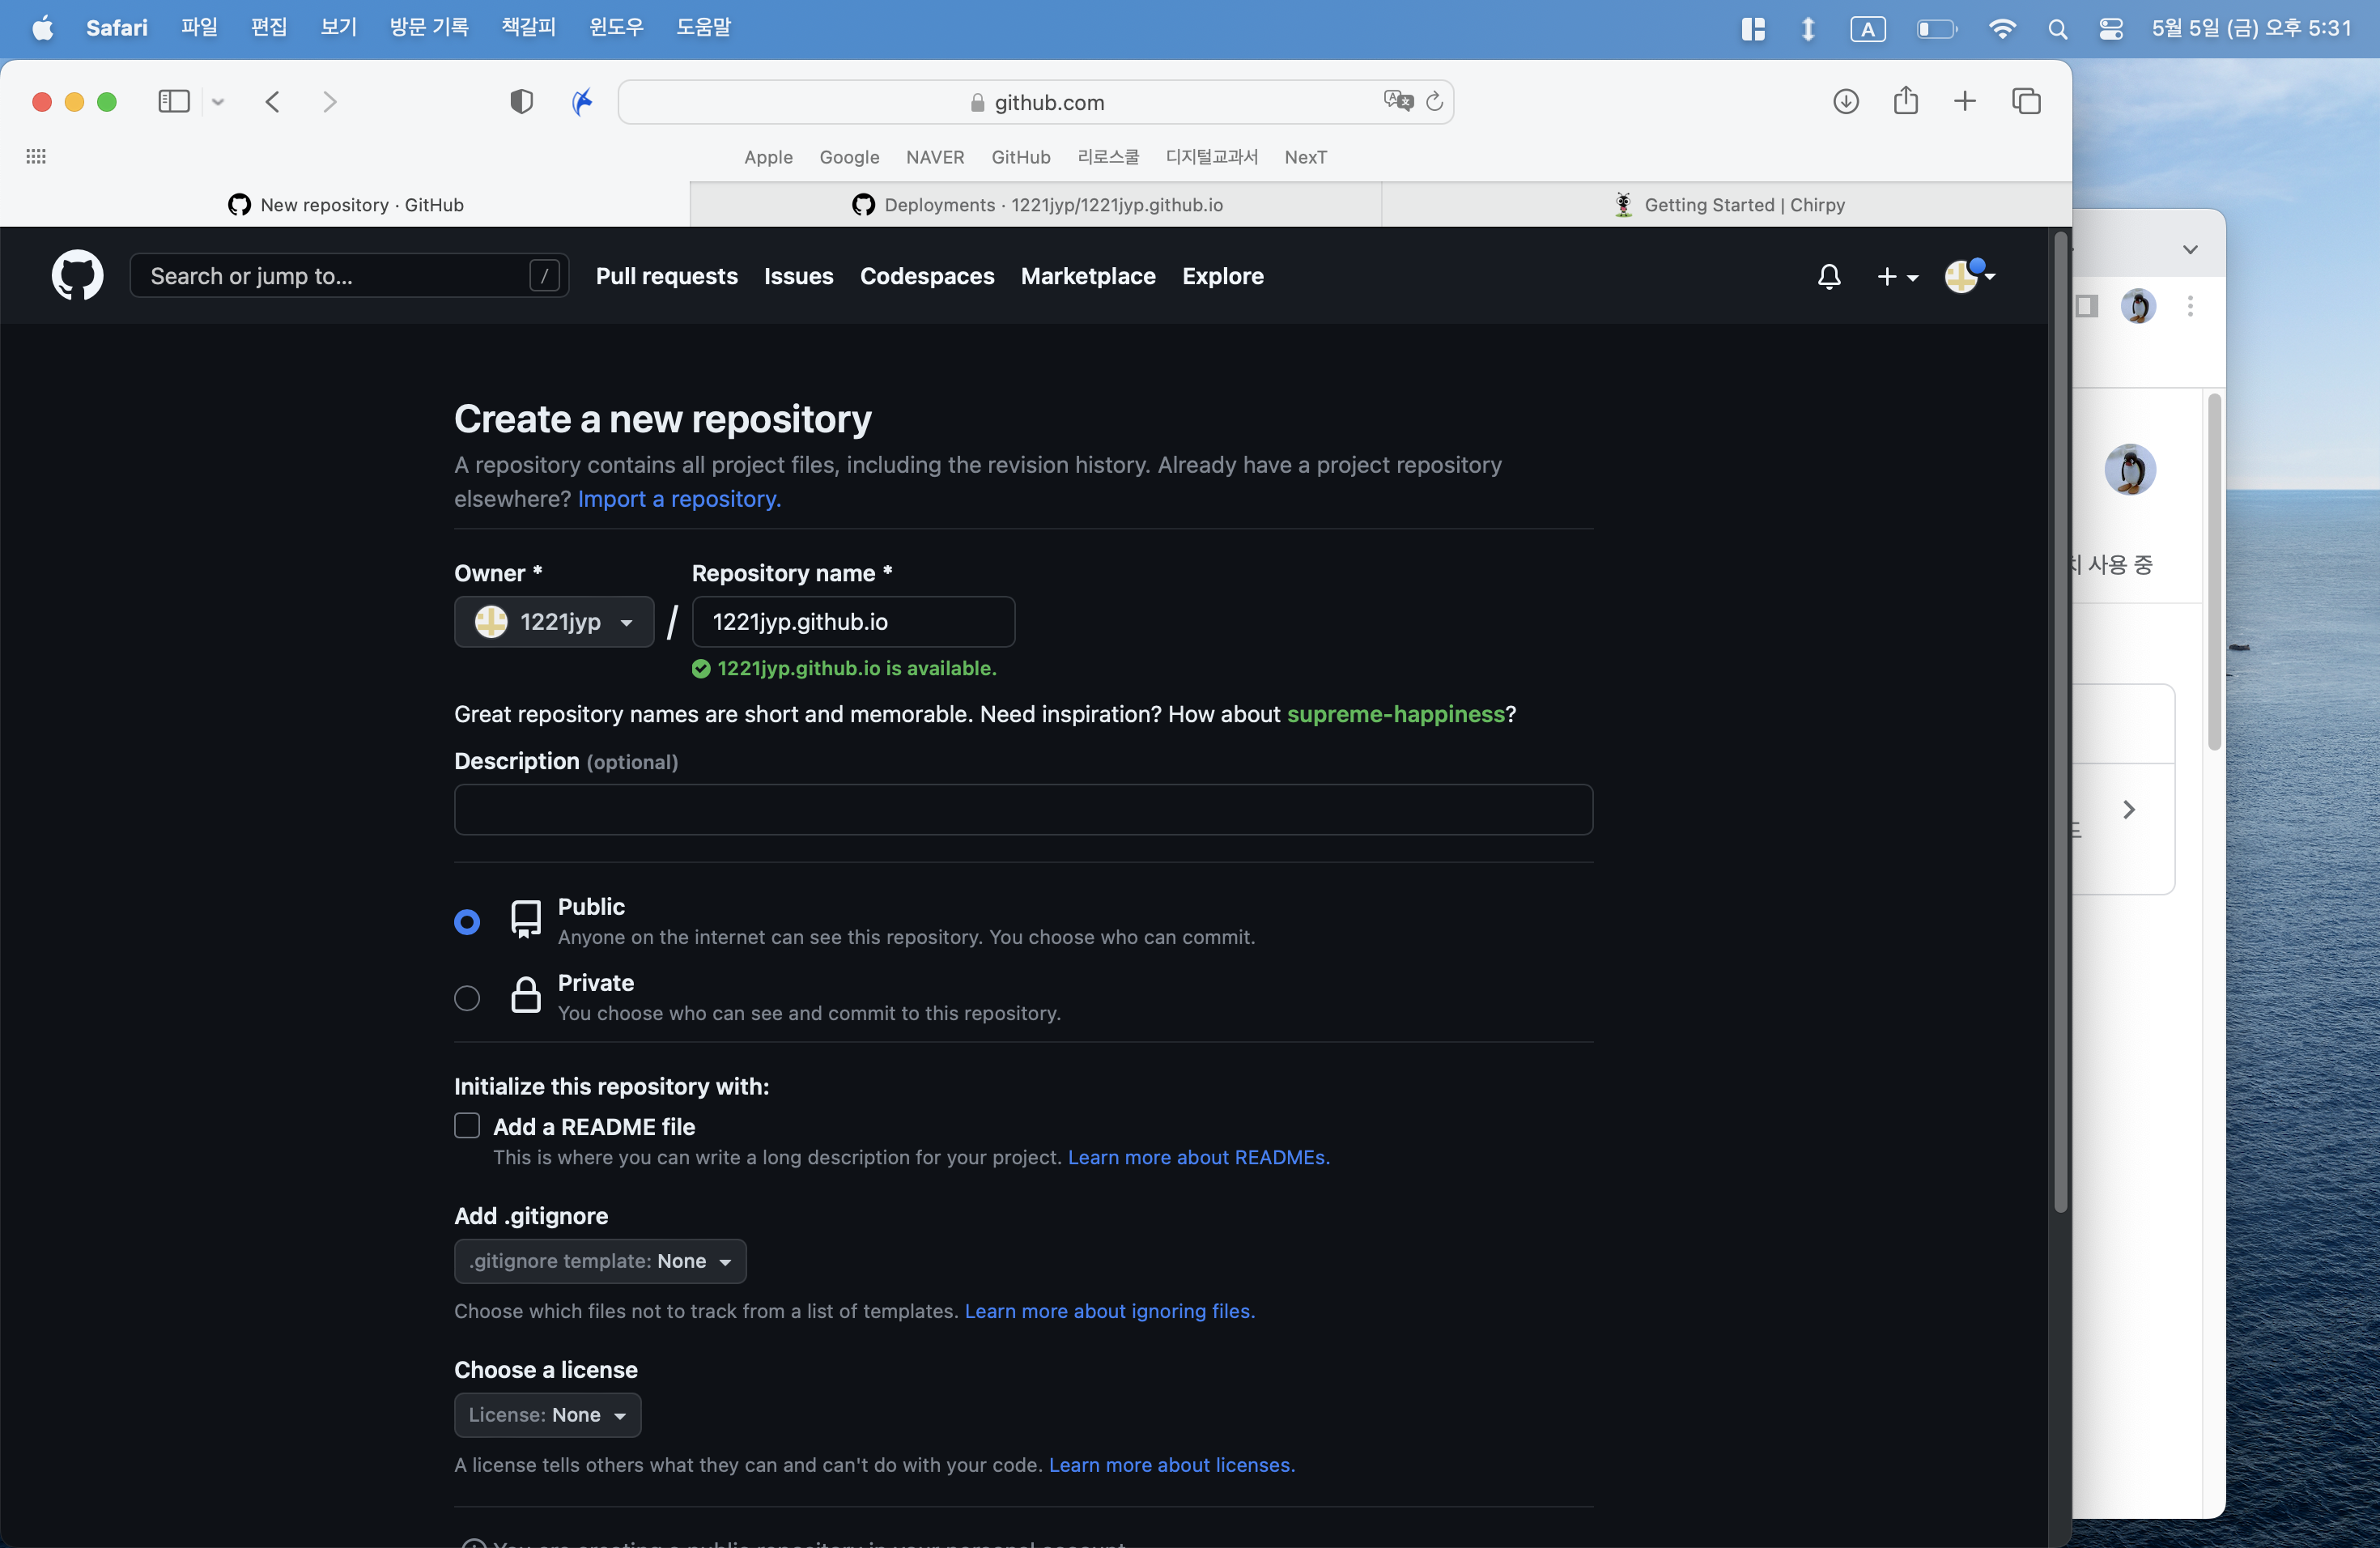 Safari 파일 편집 보기 방문 기록 책갈피 윈도우 도움말 A 5월 5일 (금) 오후 5:31
github.com
Apple Google NAVER GitHub 리로스쿨 디지털교과서 NexT
New repository · GitHub Deployments · 1221jyp/1221jyp.github.io Getting Started | Chirpy
Search or jump to... / Pull requests Issues Codespaces Marketplace Explore
Create a new repository
A repository contains all project files, including the revision history. Already have a project repository
elsewhere? Import a repository.
Owner * Repository name *
1221jyp / 1221jyp.github.io
사용 중
1221jyp.github.io is available.
Great repository names are short and memorable. Need inspiration? How about supreme-happiness?
Description (optional)
Public
Anyone on the internet can see this repository. You choose who can commit.
Private
You choose who can see and commit to this repository.
Initialize this repository with:
Add a README file
This is where you can write a long description for your project. Learn more about READMEs.
Add .gitignore
.gitignore template: None
Choose which files not to track from a list of templates. Learn more about ignoring files.
Choose a license
License: None
A license tells others what they can and can't do with your code. Learn more about licenses.
You are creating a public repository in your personal account.